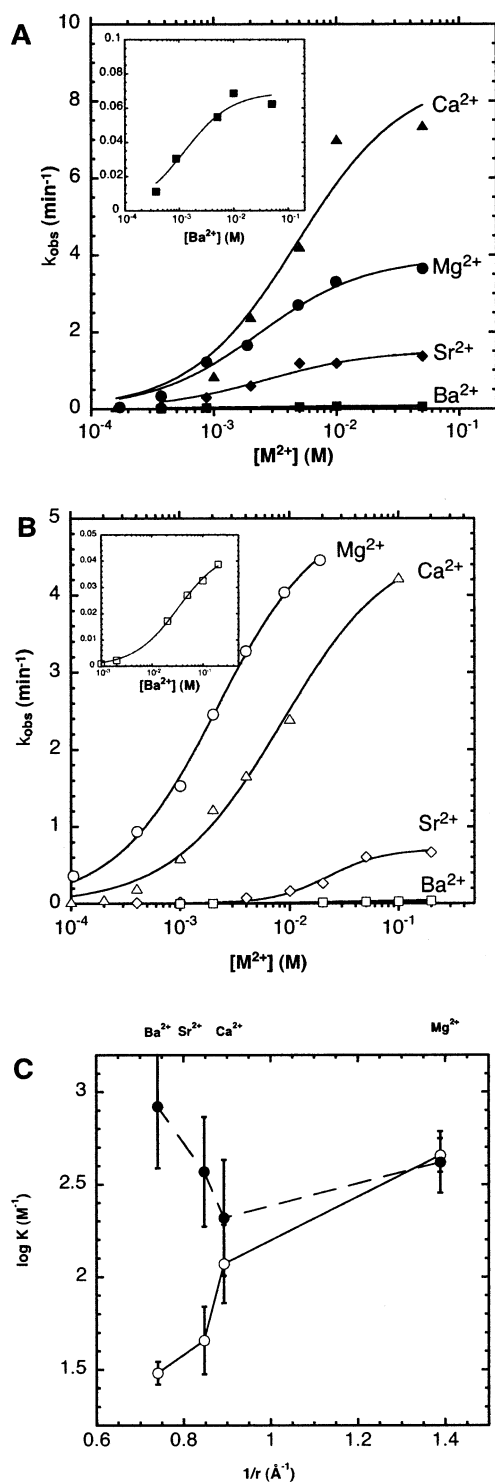 A
10
8
6
4
2
0
k_obs (min⁻¹)
0.1
0.08
0.06
0.04
0.02
0
10⁻⁴ 10⁻³ 10⁻² 10⁻¹
[Ba²⁺] (M)
Ca²⁺
Mg²⁺
Sr²⁺
Ba²⁺
10⁻⁴ 10⁻³ 10⁻² 10⁻¹
[M²⁺] (M)
B
5
4
3
2
1
0
k_obs (min⁻¹)
0.05
0.04
0.03
0.02
0.01
0
10⁻³ 10⁻² 10⁻¹
[Ba²⁺] (M)
Mg²⁺
Ca²⁺
Sr²⁺
Ba²⁺
10⁻⁴ 10⁻³ 10⁻² 10⁻¹
[M²⁺] (M)
Ba²⁺ Sr²⁺ Ca²⁺ Mg²⁺
C
3
2.5
2
1.5
log K (M⁻¹)
0.6 0.8 1 1.2 1.4
1/r (Å⁻¹)